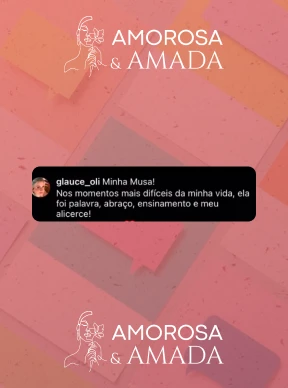 AMOROSA
& AMADA
glauce_oli Minha Musa!
Nos momentos mais difíceis da minha vida, ela
foi palavra, abraço, ensinamento e meu
alicerce!
AMOROSA
& AMADA